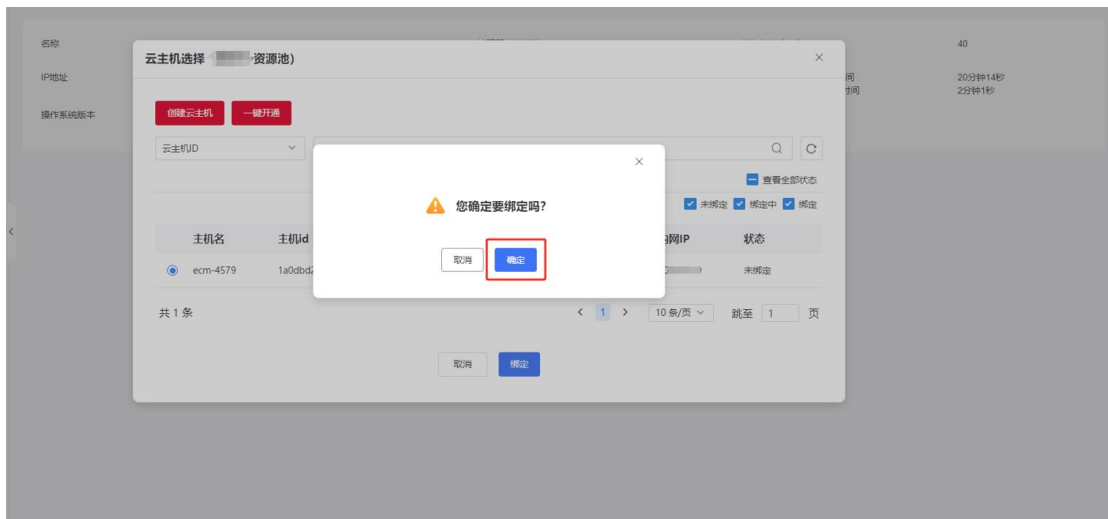 名称
40
云主机选择
资源池)
IP地址
间
20分钟14秒
时间
2分钟1秒
操作系统版本
创建云主机
一键开通
云主机ID
查看全部状态
您确定要绑定吗?
未绑定
绑定中
绑定
主机名
主机id
网IP
状态
取消
确定
ecm-4579
1a0dbd2
未绑定
共 1 条
1
10 条/页
跳至
1
页
取消
绑定